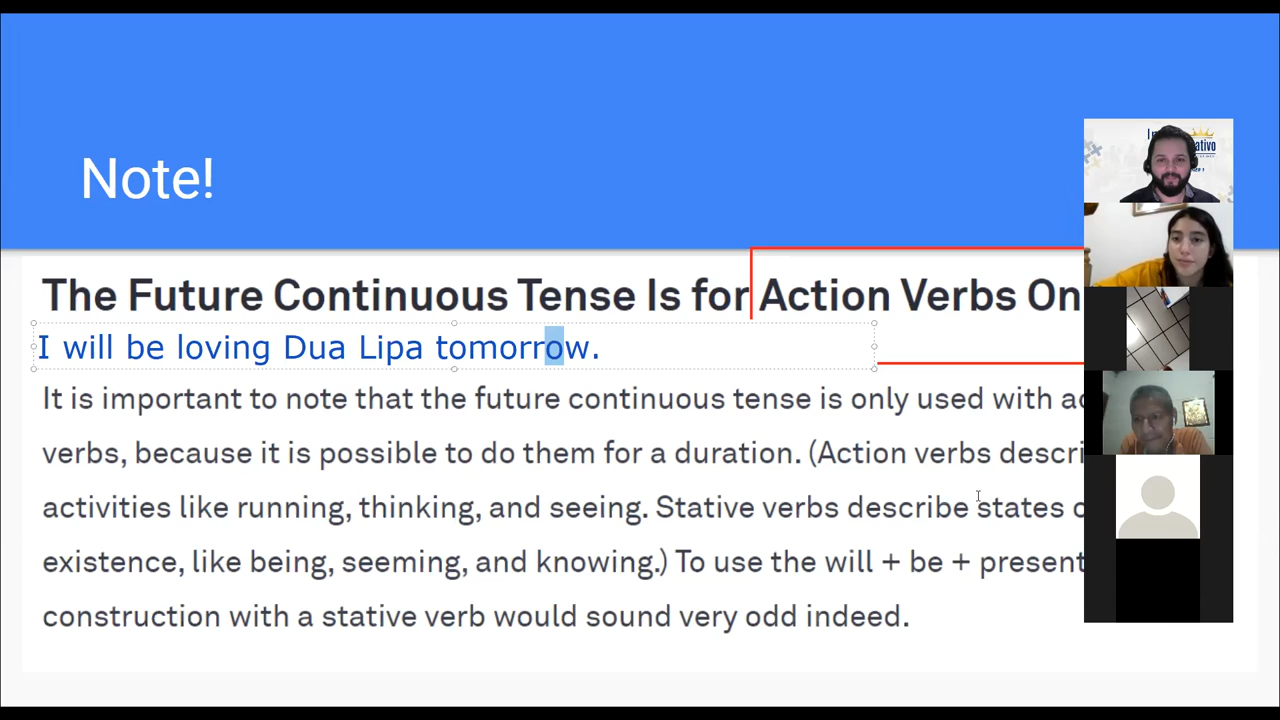 Note!
The Future Continuous Tense Is for Action Verbs On
I will be loving Dua Lipa tomorrow.
It is important to note that the future continuous tense is only used with ac
verbs, because it is possible to do them for a duration. (Action verbs descri
activities like running, thinking, and seeing. Stative verbs describe states o
existence, like being, seeming, and knowing.) To use the will + be + present
construction with a stative verb would sound very odd indeed.